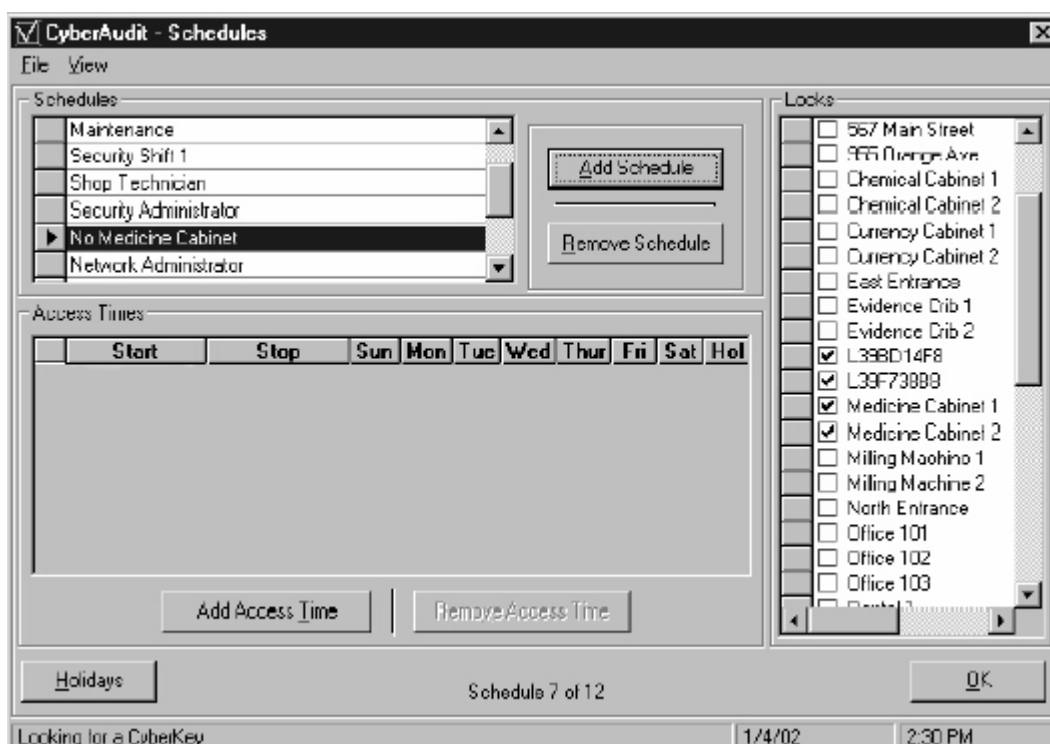 CyberAudit - Schedules
File View
Schedules
Maintenance
Security Shift 1
Shop Technician
Security Administrator
No Medicine Cabinet
Network Administrator
Add Schedule
Remove Schedule
Access Times
Start Stop Sun Mon Tue Wed Thur Fri Sat Hol
Add Access Time
Remove Access Time
Locks
567 Main Street
955 Orange Ave
Chemical Cabinet 1
Chemical Cabinet 2
Currency Cabinet 1
Currency Cabinet 2
East Entrance
Evidence Crib 1
Evidence Crib 2
L39BD14F8
L39F738BB
Medicine Cabinet 1
Medicine Cabinet 2
Milling Machine 1
Milling Machine 2
North Entrance
Office 101
Office 102
Office 103
Holidays
Schedule 7 of 12
OK
Looking for a CyberKey
1/4/02
2:30 PM